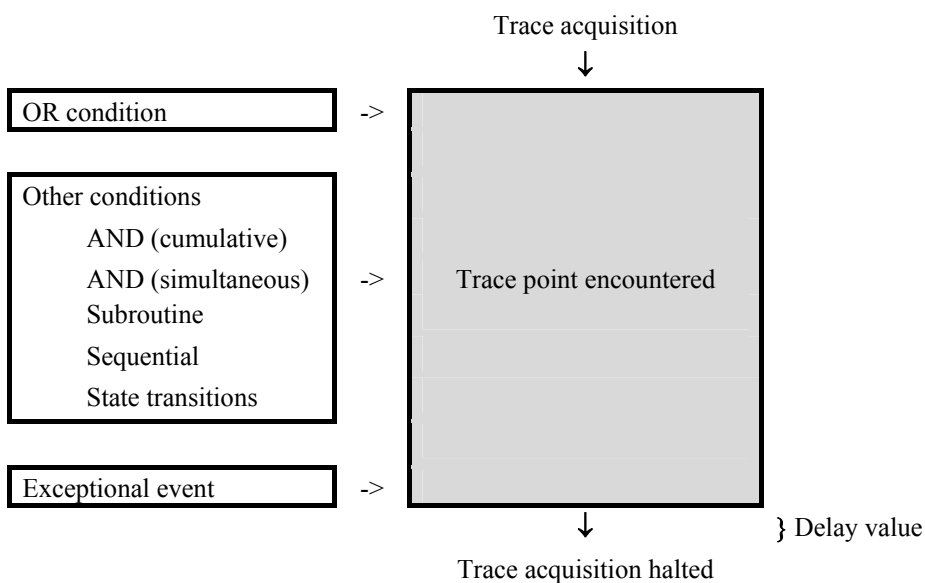 Trace acquisition
↓
OR condition ->
Other conditions
AND (cumulative)
AND (simultaneous) -> Trace point encountered
Subroutine
Sequential
State transitions
Exceptional event ->
↓ } Delay value
Trace acquisition halted